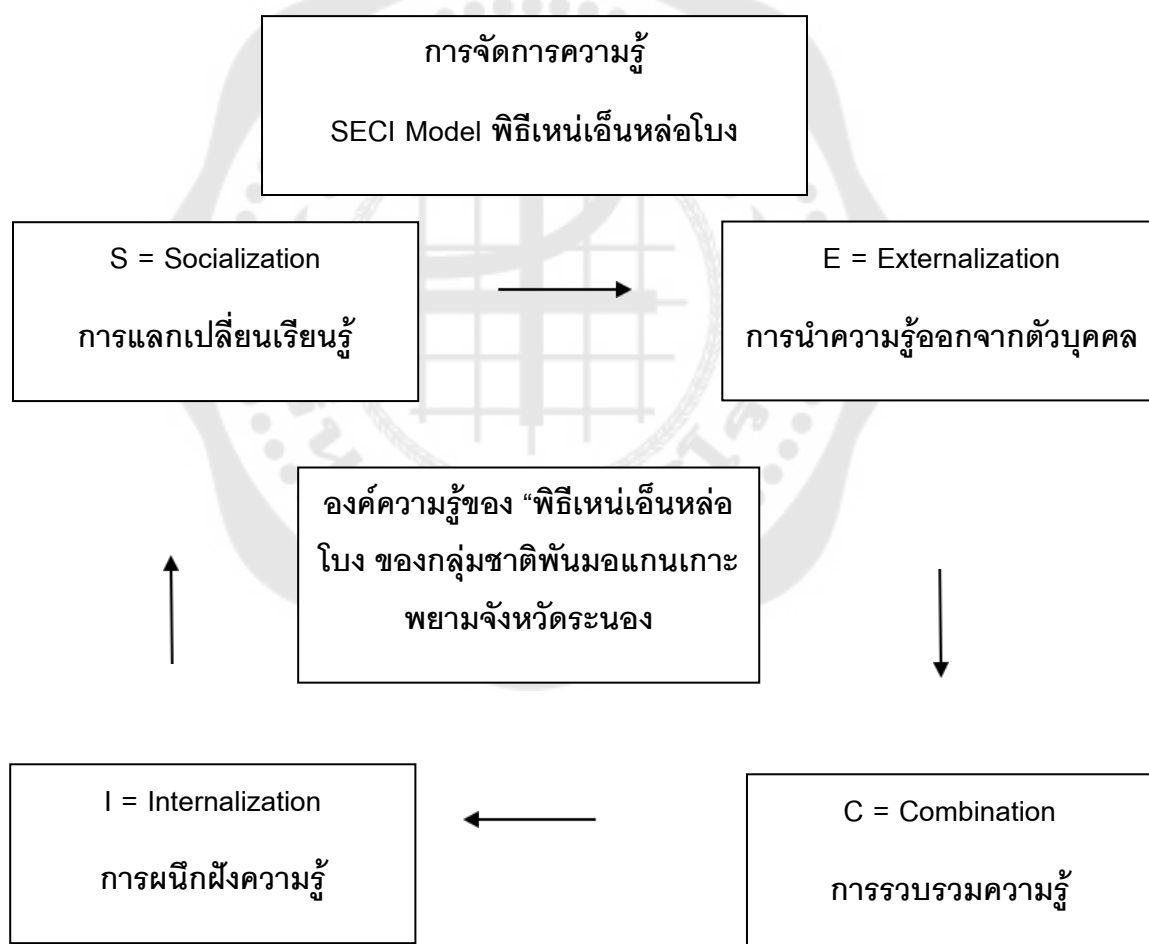 การจัดการความรู้
SECI Model พิธีเหน่เอ็นหล่อโบง
S = Socialization
การแลกเปลี่ยนเรียนรู้
E = Externalization
การนำความรู้ออกจากตัวบุคคล
องค์ความรู้ของ “พิธีเหน่เอ็นหล่อ
โบง ของกลุ่มชาติพันมอแกนเกาะ
พยามจังหวัดระนอง
I = Internalization
การผนึกฝังความรู้
C = Combination
การรวบรวมความรู้